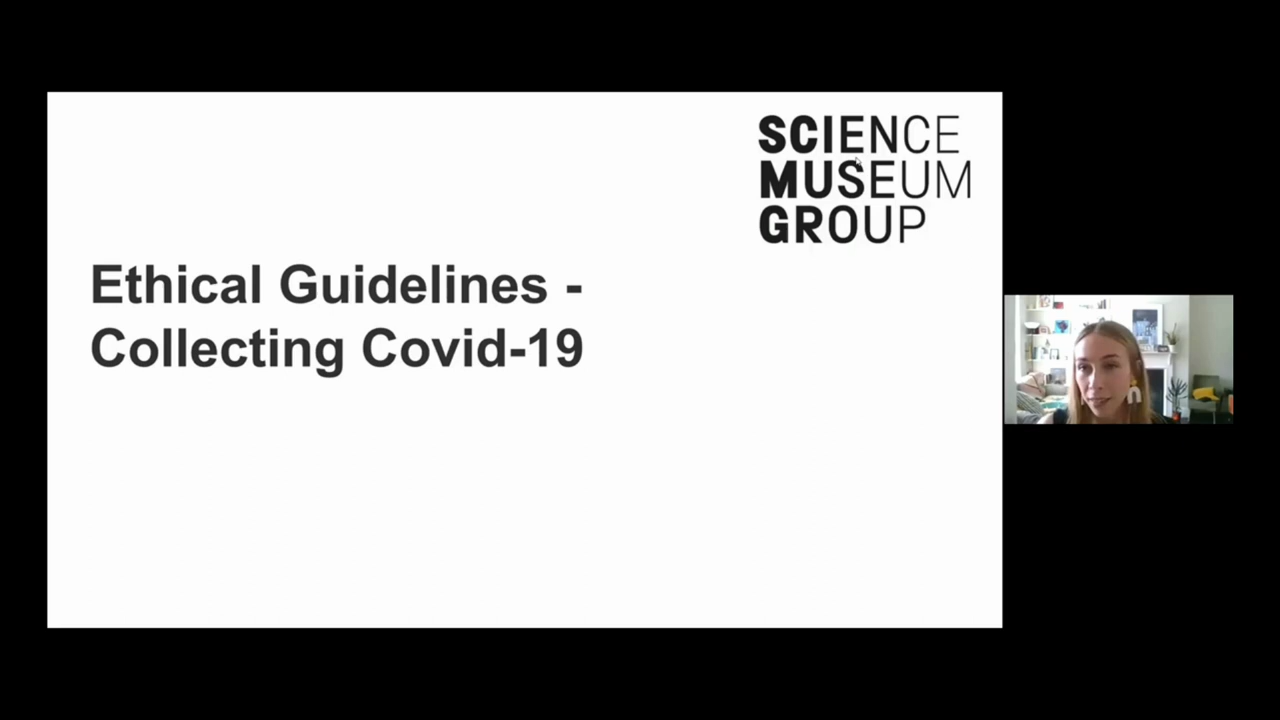 SCIENCE
MUSEUM
GROUP
Ethical Guidelines -
Collecting Covid-19